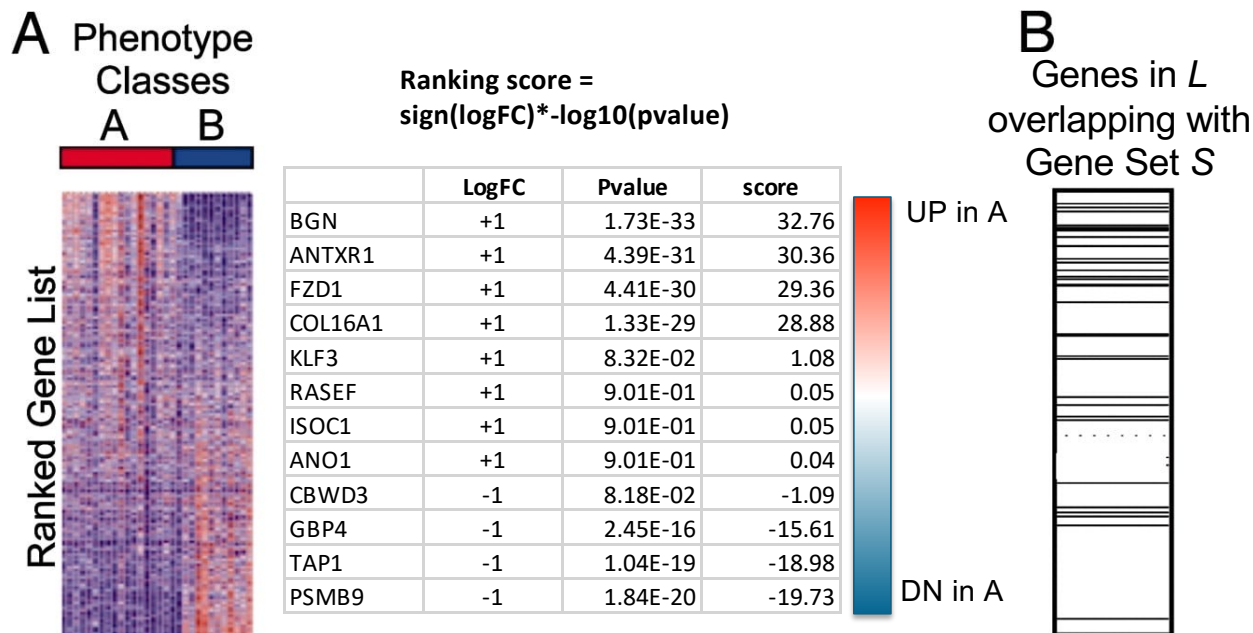 A Phenotype
Classes
A B
Ranked Gene List
Ranking score =
sign(logFC)*-log10(pvalue)
LogFC Pvalue score
BGN +1 1.73E-33 32.76
ANTXR1 +1 4.39E-31 30.36
FZD1 +1 4.41E-30 29.36
COL16A1 +1 1.33E-29 28.88
KLF3 +1 8.32E-02 1.08
RASEF +1 9.01E-01 0.05
ISOC1 +1 9.01E-01 0.05
ANO1 +1 9.01E-01 0.04
CBWD3 -1 8.18E-02 -1.09
GBP4 -1 2.45E-16 -15.61
TAP1 -1 1.04E-19 -18.98
PSMB9 -1 1.84E-20 -19.73
UP in A
DN in A
B
Genes in L
overlapping with
Gene Set S